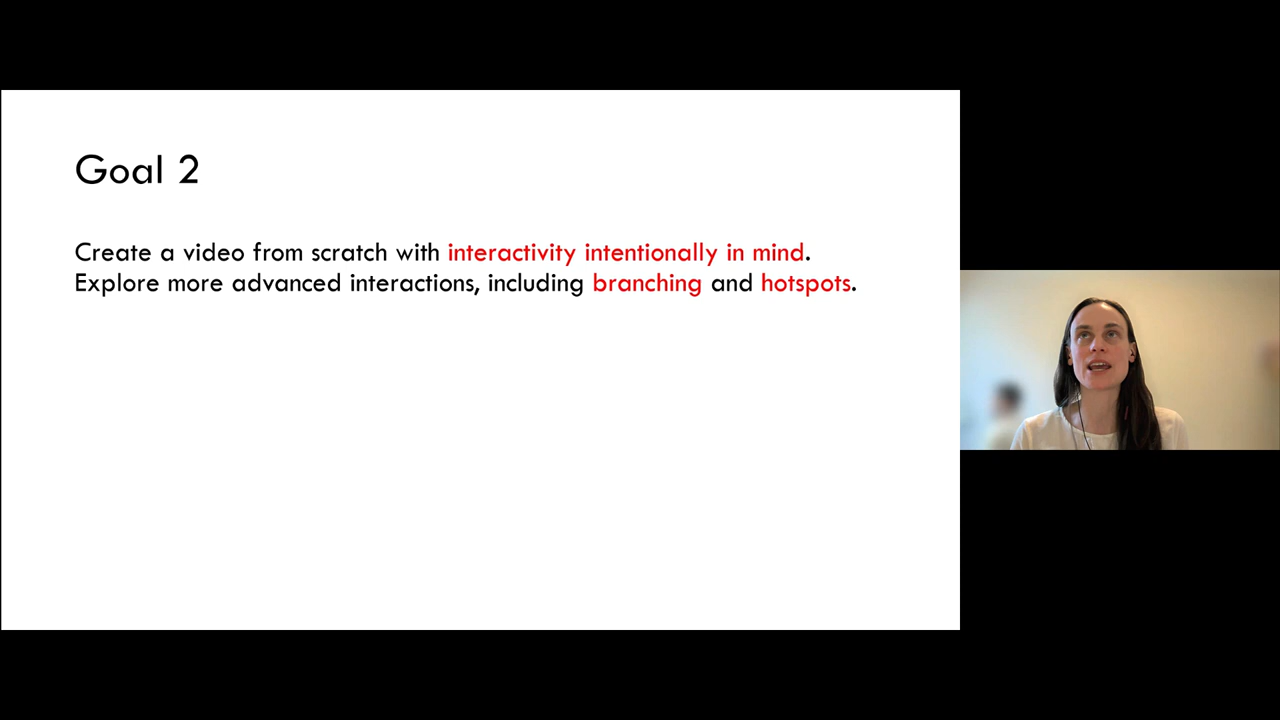 Goal 2
Create a video from scratch with interactivity intentionally in mind.
Explore more advanced interactions, including branching and hotspots.